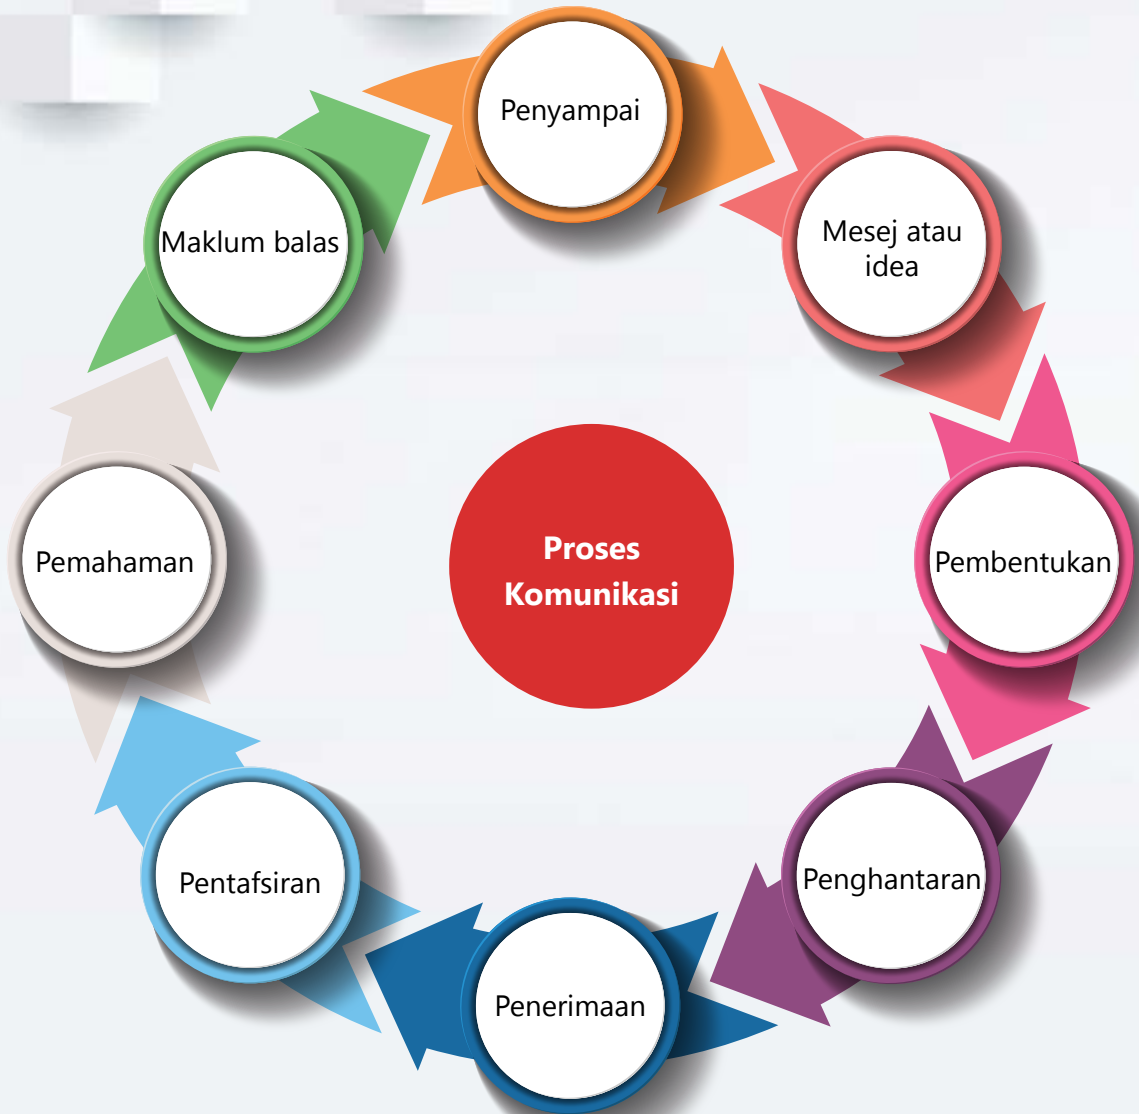 Penyampai
Mesej atau
idea
Pembentukan
Penghantaran
Penerimaan
Pentafsiran
Pemahaman
Maklum balas
Proses
Komunikasi